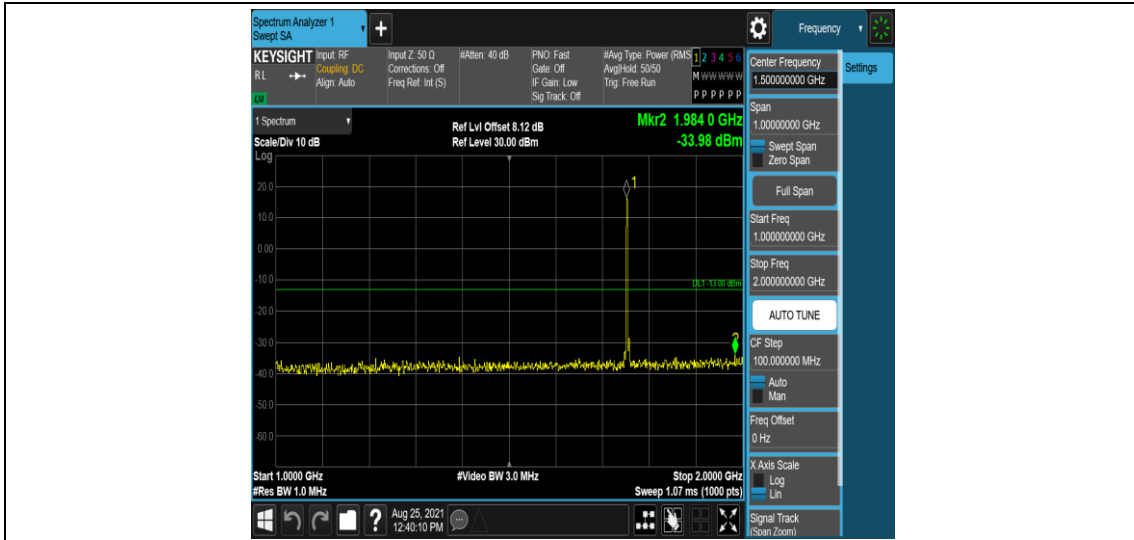 Spectrum Analyzer 1
Swept SA
+
Frequency
KEYSIGHT
RL
Input: RF
Coupling: DC
Align: Auto
Input Z: 50 Ω
Corrections: Off
Freq Ref: Int (S)
#Atten: 40 dB
PNO: Fast
Gate: Off
IF Gain: Low
Sig Track: Off
#Avg Type: Power (RMS
Avg|Hold: 50/50
Trig: Free Run
1 2 3 4 5 6
M W W W W W
P P P P P P
1 Spectrum
Scale/Div 10 dB
Log
Ref Lvl Offset 8.12 dB
Ref Level 30.00 dBm
Mkr2 1.984 0 GHz
-33.98 dBm
1
20.0
10.0
0.00
-10.0
DL1 -13.00 dBm
-20.0
-30.0
-40.0
-50.0
-60.0
Start 1.0000 GHz
#Res BW 1.0 MHz
#Video BW 3.0 MHz
Stop 2.0000 GHz
Sweep 1.07 ms (1000 pts)
Center Frequency
1.500000000 GHz
Settings
Span
1.00000000 GHz
Swept Span
Zero Span
Full Span
Start Freq
1.000000000 GHz
Stop Freq
2.000000000 GHz
AUTO TUNE
CF Step
100.000000 MHz
Auto
Man
Freq Offset
0 Hz
X Axis Scale
Log
Lin
Signal Track
(Span Zoom)
?
Aug 25, 2021
12:40:10 PM